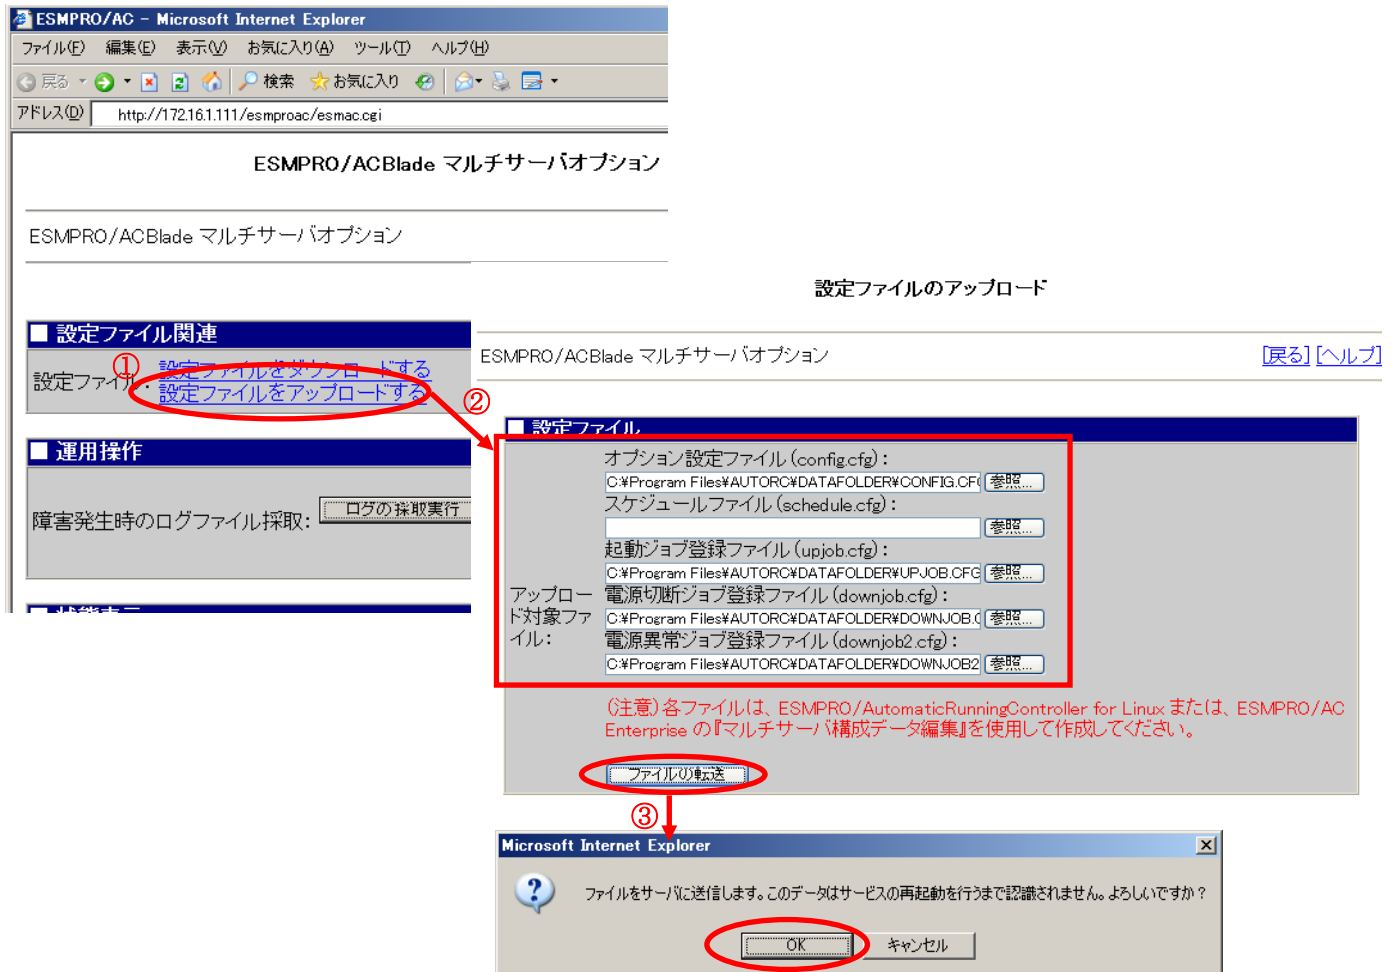 ESMPRO/AC - Microsoft Internet Explorer
ファイル(F) 編集(E) 表示(V) お気に入り(A) ツール(T) ヘルプ(H)
戻る 検索 お気に入り
アドレス(D) http://172.16.1.111/esmproac/esmac.cgi
ESMPRO/ACBlade マルチサーバオプション
ESMPRO/ACBlade マルチサーバオプション
■ 設定ファイル関連
①
設定ファイル: 設定ファイルをダウンロードする
設定ファイルをアップロードする
■ 運用操作
障害発生時のログファイル採取: ログの採取実行
■ 状態表示
設定ファイルのアップロード
ESMPRO/ACBlade マルチサーバオプション [戻る] [ヘルプ]
②
■ 設定ファイル
アップロード対象ファイル:
オプション設定ファイル (config.cfg) :
C:¥Program Files¥AUTORC¥DATAFOLDER¥CONFIG.CF 参照...
スケジュールファイル (schedule.cfg) :
参照...
起動ジョブ登録ファイル (upjob.cfg) :
C:¥Program Files¥AUTORC¥DATAFOLDER¥UPJOB.CFG 参照...
電源切断ジョブ登録ファイル (downjob.cfg) :
C:¥Program Files¥AUTORC¥DATAFOLDER¥DOWNJOB. 参照...
電源異常ジョブ登録ファイル (downjob2.cfg) :
C:¥Program Files¥AUTORC¥DATAFOLDER¥DOWNJOB2 参照...
(注意) 各ファイルは、ESMPRO/AutomaticRunningController for Linux または、ESMPRO/AC
Enterprise の『マルチサーバ構成データ編集』を使用して作成してください。
ファイルの転送
③
Microsoft Internet Explorer
ファイルをサーバに送信します。このデータはサービスの再起動を行うまで認識されません。よろしいですか？
OK キャンセル